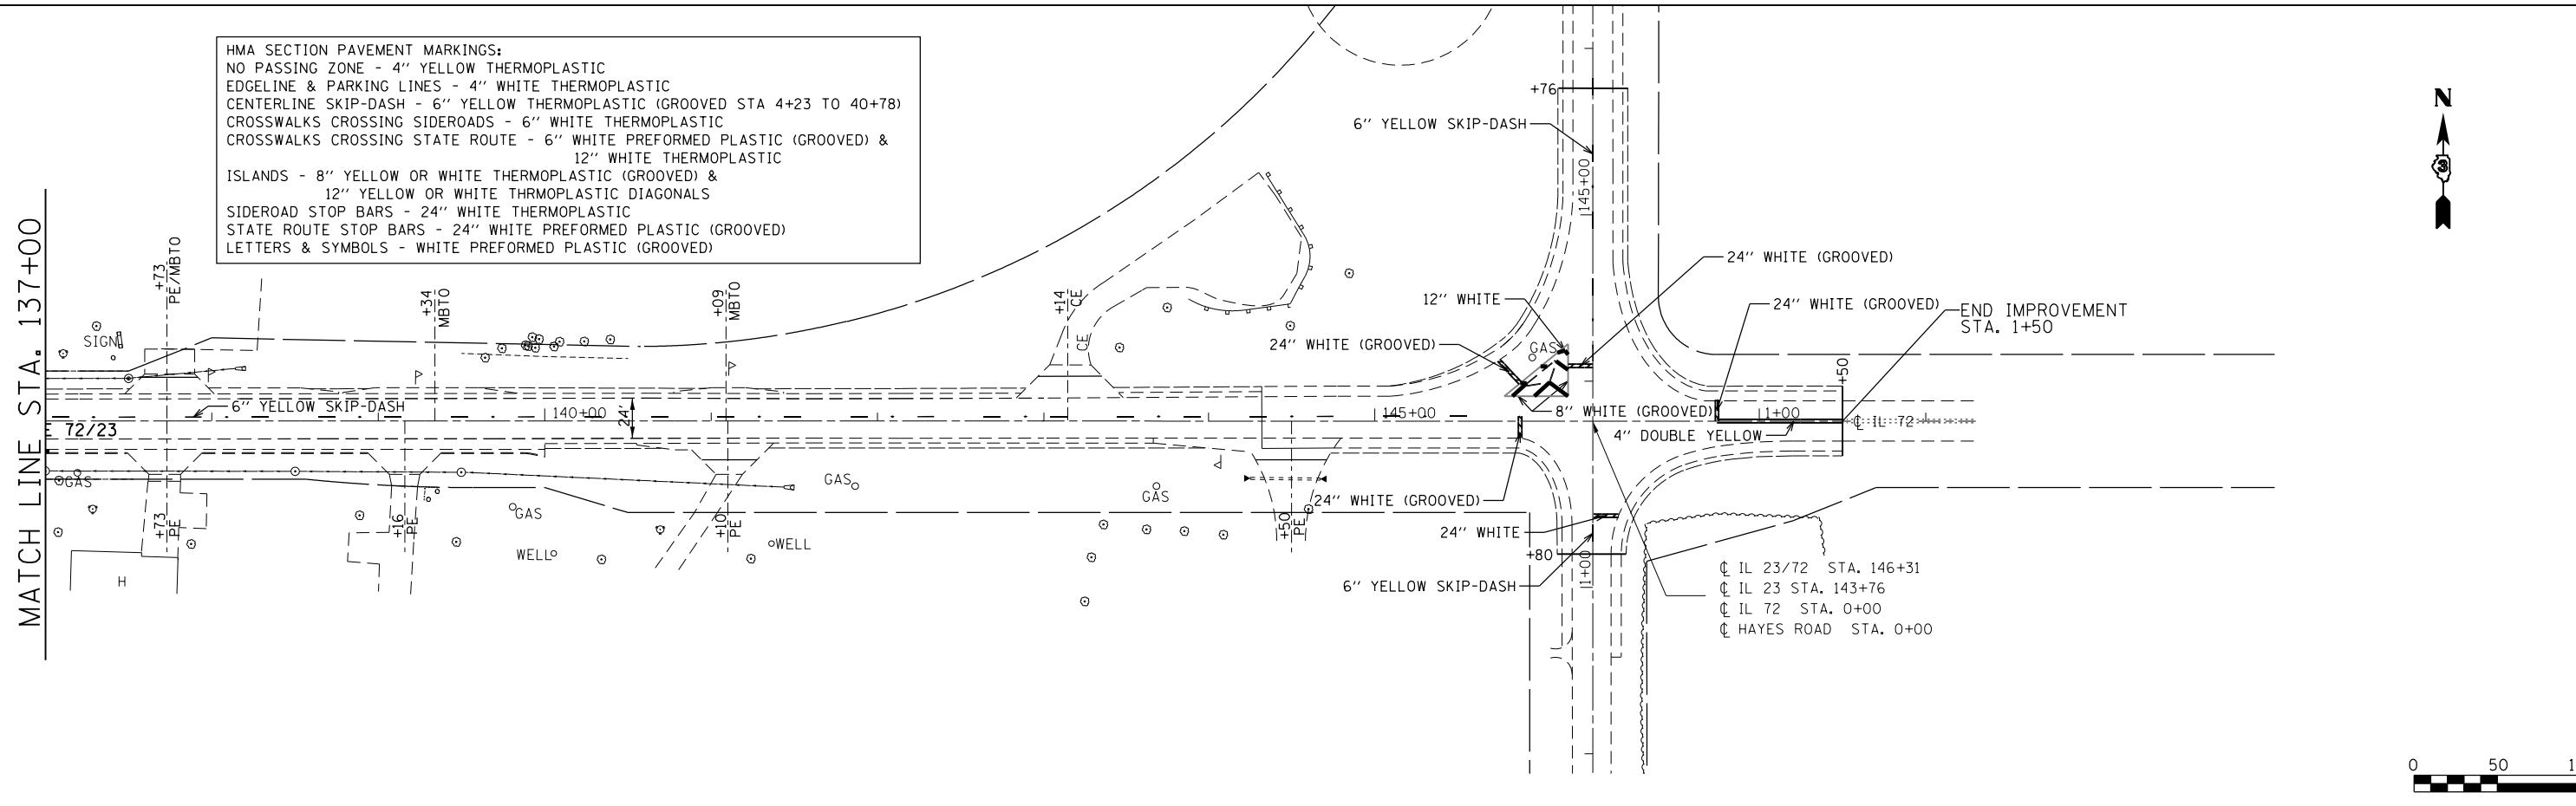 HMA SECTION PAVEMENT MARKINGS:
NO PASSING ZONE - 4'' YELLOW THERMOPLASTIC
EDGELINE & PARKING LINES - 4'' WHITE THERMOPLASTIC
CENTERLINE SKIP-DASH - 6'' YELLOW THERMOPLASTIC (GROOVED STA 4+23 TO 40+78)
CROSSWALKS CROSSING SIDEROADS - 6'' WHITE THERMOPLASTIC
CROSSWALKS CROSSING STATE ROUTE - 6'' WHITE PREFORMED PLASTIC (GROOVED) &
12'' WHITE THERMOPLASTIC
ISLANDS - 8'' YELLOW OR WHITE THERMOPLASTIC (GROOVED) &
12'' YELLOW OR WHITE THRMOPLASTIC DIAGONALS
SIDEROAD STOP BARS - 24'' WHITE THERMOPLASTIC
STATE ROUTE STOP BARS - 24'' WHITE PREFORMED PLASTIC (GROOVED)
LETTERS & SYMBOLS - WHITE PREFORMED PLASTIC (GROOVED)
MATCH LINE STA. 137+00
+73
PE/MBTO
+34
MBTO
+09
MBTO
+14
CE
CE
SIGN
6'' YELLOW SKIP-DASH
140+00
24'
145+00
E 72/23
GAS
+73
PE
+16
PE
GAS
+10
PE
GAS
GAS
+50
PE
WELL
WELL
H
+76
6'' YELLOW SKIP-DASH
145+00
N
3
24'' WHITE (GROOVED)
12'' WHITE
24'' WHITE (GROOVED)
END IMPROVEMENT
STA. 1+50
24'' WHITE (GROOVED)
GAS
+50
8'' WHITE (GROOVED)
1+00
℄ IL 72
4'' DOUBLE YELLOW
24'' WHITE (GROOVED)
24'' WHITE
+80
1+00
6'' YELLOW SKIP-DASH
℄ IL 23/72 STA. 146+31
℄ IL 23 STA. 143+76
℄ IL 72 STA. 0+00
℄ HAYES ROAD STA. 0+00
0 50 1